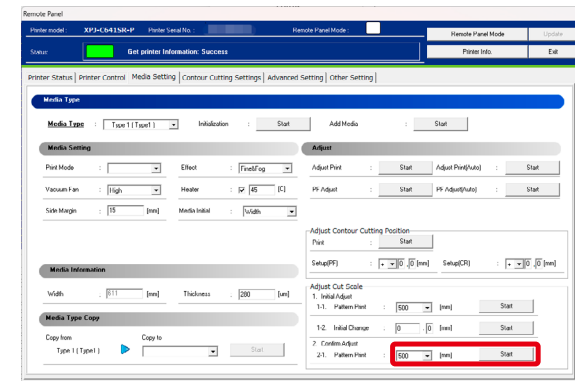 Remote Panel
Printer model : XPJ-C641SR-P Printer Serial No. : Remote Panel Mode : Remote Panel Mode Update
Status: Get printer Information: Success Printer Info. Exit
Printer Status Printer Control Media Setting Contour Cutting Settings Advanced Setting Other Setting
Media Type
Media Type : Type 1 ( Type1 ) Initialization : Start Add Media : Start
Media Setting
Print Mode :
Effect : Fine&Fog
Vacuum Fan : High
Heater : 45 [C]
Side Margin : 15 [mm]
Media Initial : Width
Adjust
Adjust Print : Start Adjust Print(Auto) : Start
PF Adjust : Start PF Adjust(Auto) : Start
Adjust Contour Cutting Position
Print : Start
Setup(PF) : + 0 . 0 [mm] Setup(CR) : + 0 . 0 [mm]
Media Information
Width : 611 [mm] Thickness : 280 [um]
Media Type Copy
Copy from Copy to
Type 1 ( Type1 ) Start
Adjust Cut Scale
1. Initial Adjust
1-1. Pattern Print : 500 [mm] Start
1-2. Initial Change : 0 . 0 [mm] Start
2. Confirm Adjust
2-1. Pattern Print : 500 [mm] Start